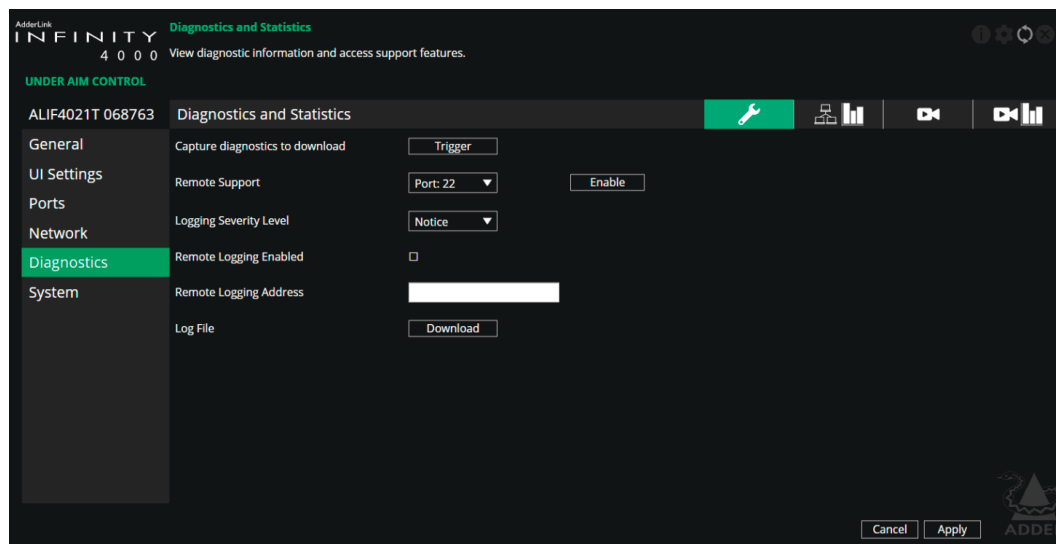 AdderLink
INFINITY
4000
Diagnostics and Statistics
View diagnostic information and access support features.
UNDER AIM CONTROL
ALIF4021T 068763
Diagnostics and Statistics
General
UI Settings
Ports
Network
Diagnostics
System
Capture diagnostics to download Trigger
Remote Support Port: 22 Enable
Logging Severity Level Notice
Remote Logging Enabled
Remote Logging Address
Log File Download
Cancel Apply
ADDE